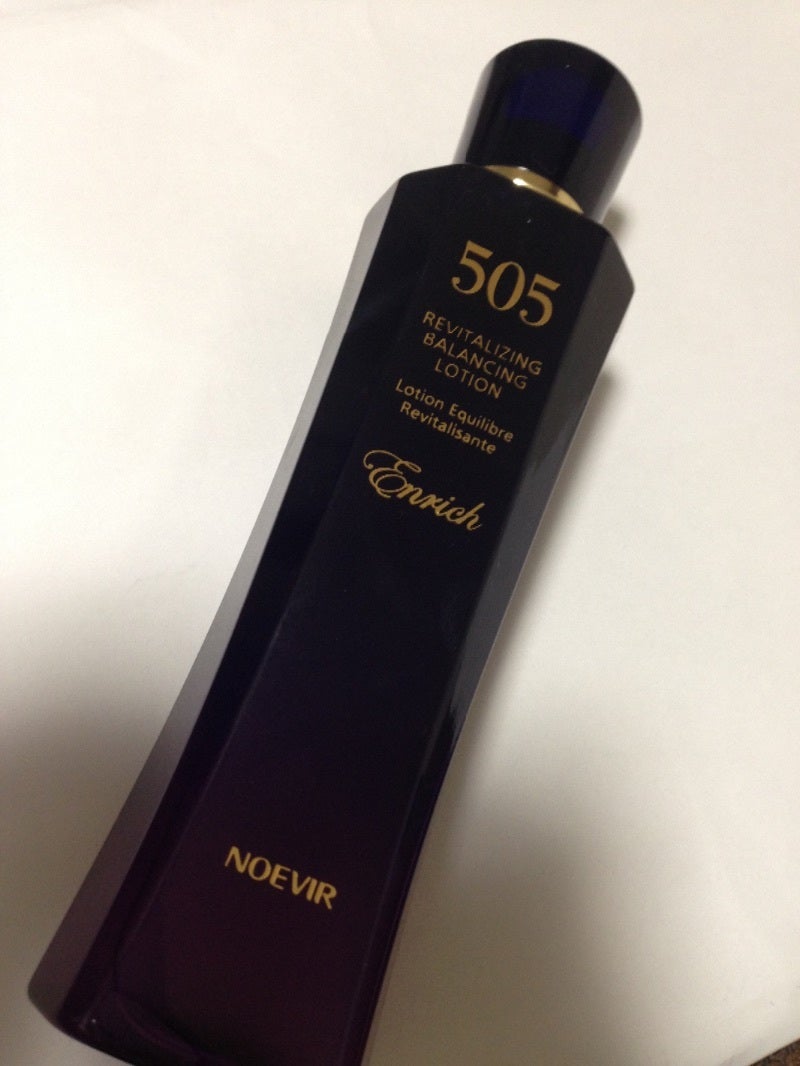 505
REVITALIZING
BALANCING
LOTION
Lotion Equilibre
Revitalisante
Enrich
NOEVIR